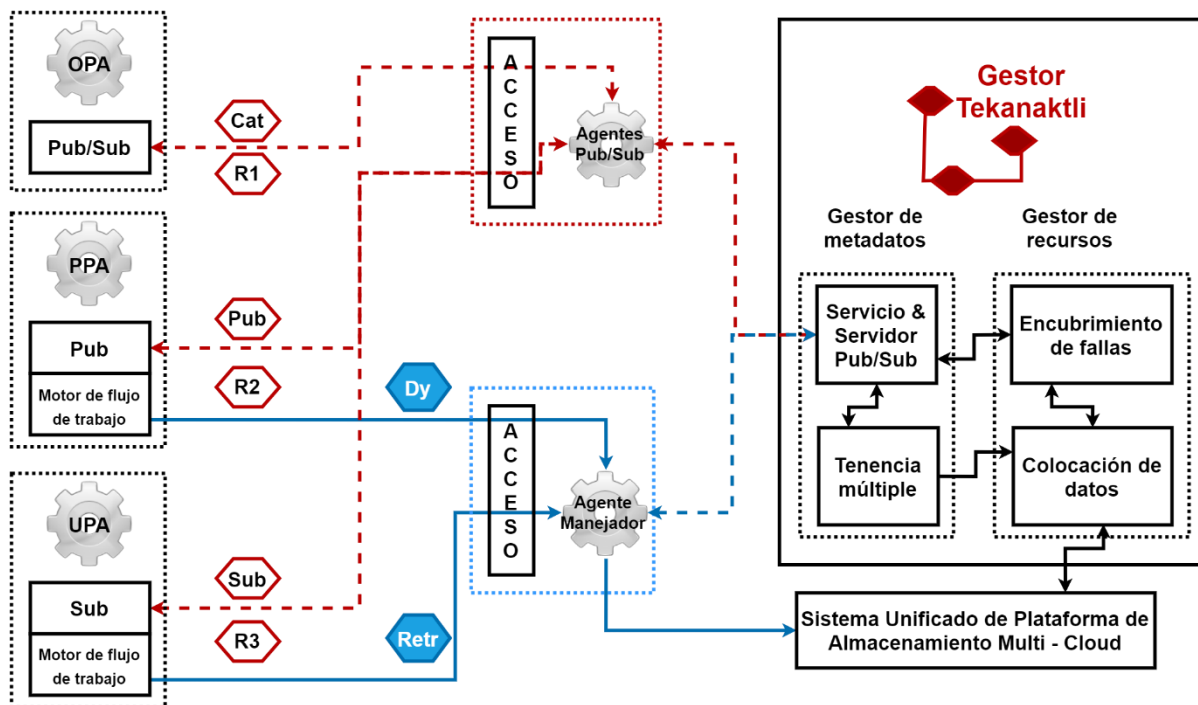 OPA
Pub/Sub
Cat
R1
PPA
Pub
Motor de flujo
de trabajo
Pub
R2
Dy
UPA
Sub
Motor de flujo
de trabajo
Sub
R3
Retr
ACCESO
Agentes
Pub/Sub
ACCESO
Agente
Manejador
Gestor
Tekanaktli
Gestor de
metadatos
Gestor de
recursos
Servicio &
Servidor
Pub/Sub
Encubrimiento
de fallas
Tenencia
múltiple
Colocación de
datos
Sistema Unificado de Plataforma de
Almacenamiento Multi - Cloud